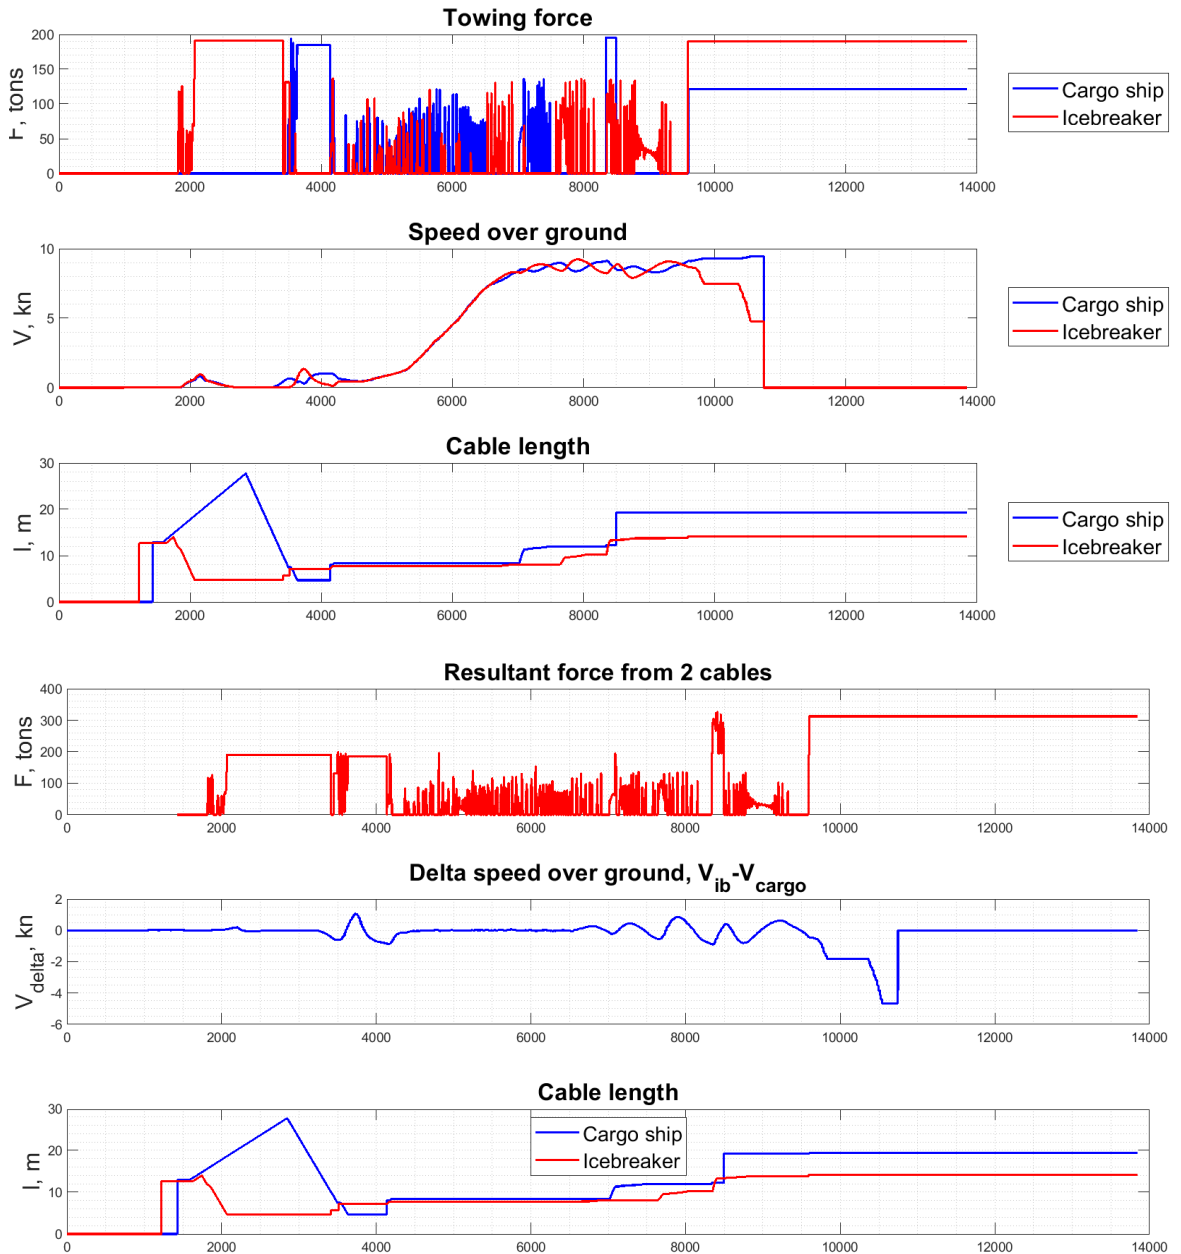 Towing force
F, tons
200
150
100
50
0
0 2000 4000 6000 8000 10000 12000 14000
Cargo ship
Icebreaker
Speed over ground
V, kn
10
5
0
0 2000 4000 6000 8000 10000 12000 14000
Cargo ship
Icebreaker
Cable length
l, m
30
20
10
0
0 2000 4000 6000 8000 10000 12000 14000
Cargo ship
Icebreaker
Resultant force from 2 cables
F, tons
400
300
200
100
0
0 2000 4000 6000 8000 10000 12000 14000
Delta speed over ground, V_ib-V_cargo
V_delta, kn
2
0
-2
-4
-6
0 2000 4000 6000 8000 10000 12000 14000
Cable length
l, m
30
20
10
0
0 2000 4000 6000 8000 10000 12000 14000
Cargo ship
Icebreaker